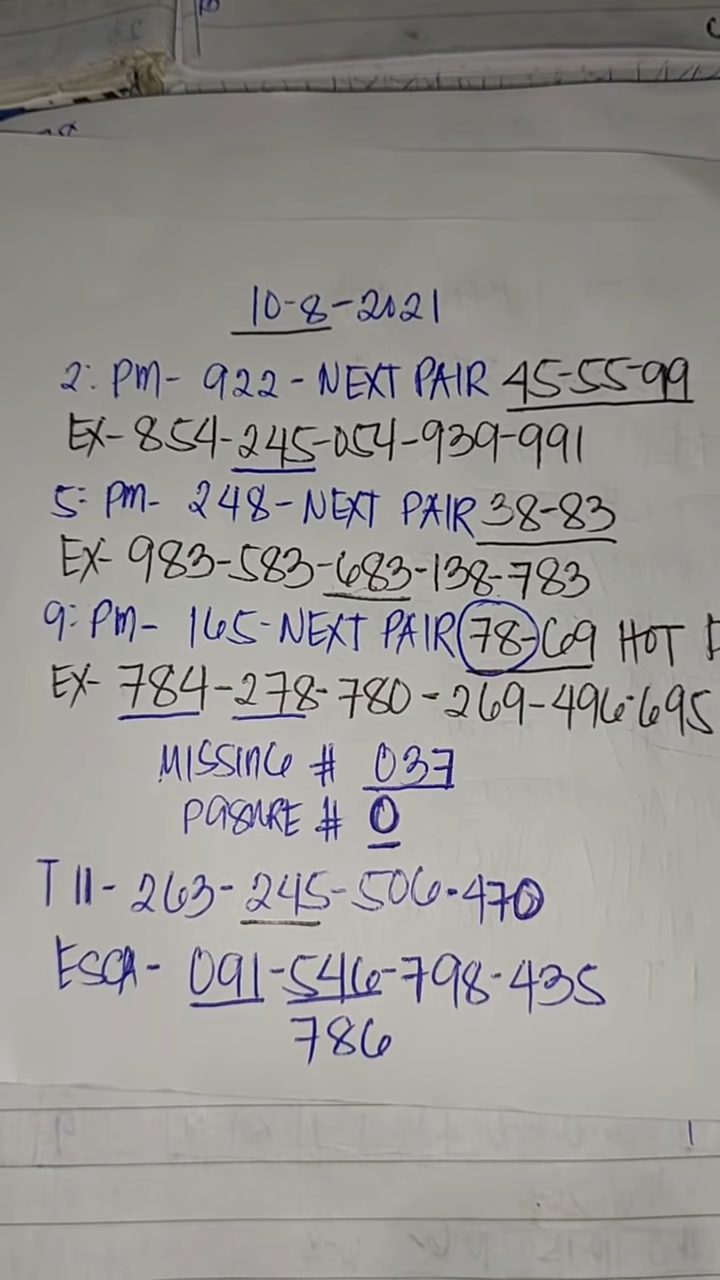 10-8-2021
2: PM- 922-NEXT PAIR 45-55-99
EX-854-245-054-939-991
5: PM- 248-NEXT PAIR 38-83
EX-983-583-683-138-783
9: PM- 165-NEXT PAIR 78-69 HOT
EX-784-278-780-269-496-695
MISSING # 037
PASAURE # 0
T11-263-245-506-470
ESCA-091-546-798-435
786